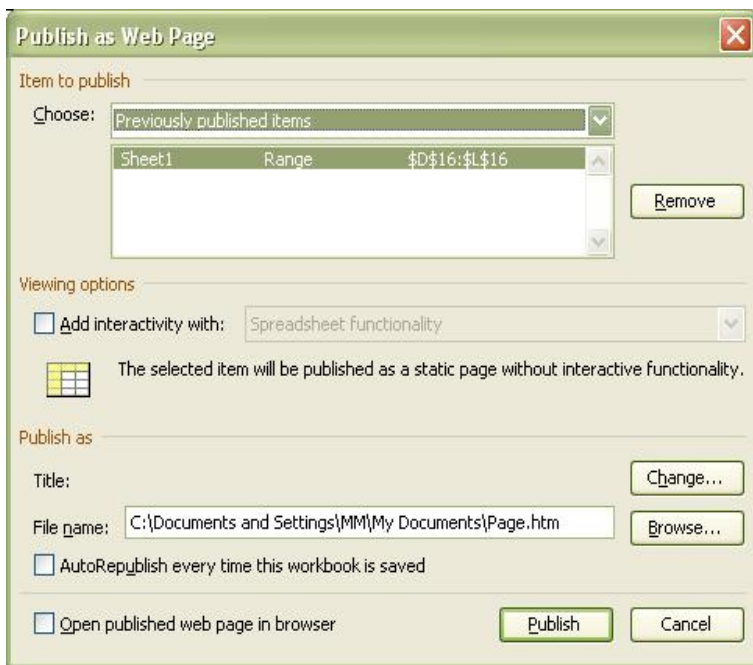 Publish as Web Page
Item to publish
Choose:
Previously published items
Sheet1 Range $D$16:$L$16
Remove
Viewing options
Add interactivity with: Spreadsheet functionality
The selected item will be published as a static page without interactive functionality.
Publish as
Title:
Change...
File name: C:\Documents and Settings\MM\My Documents\Page.htm
Browse...
AutoRepublish every time this workbook is saved
Open published web page in browser
Publish
Cancel